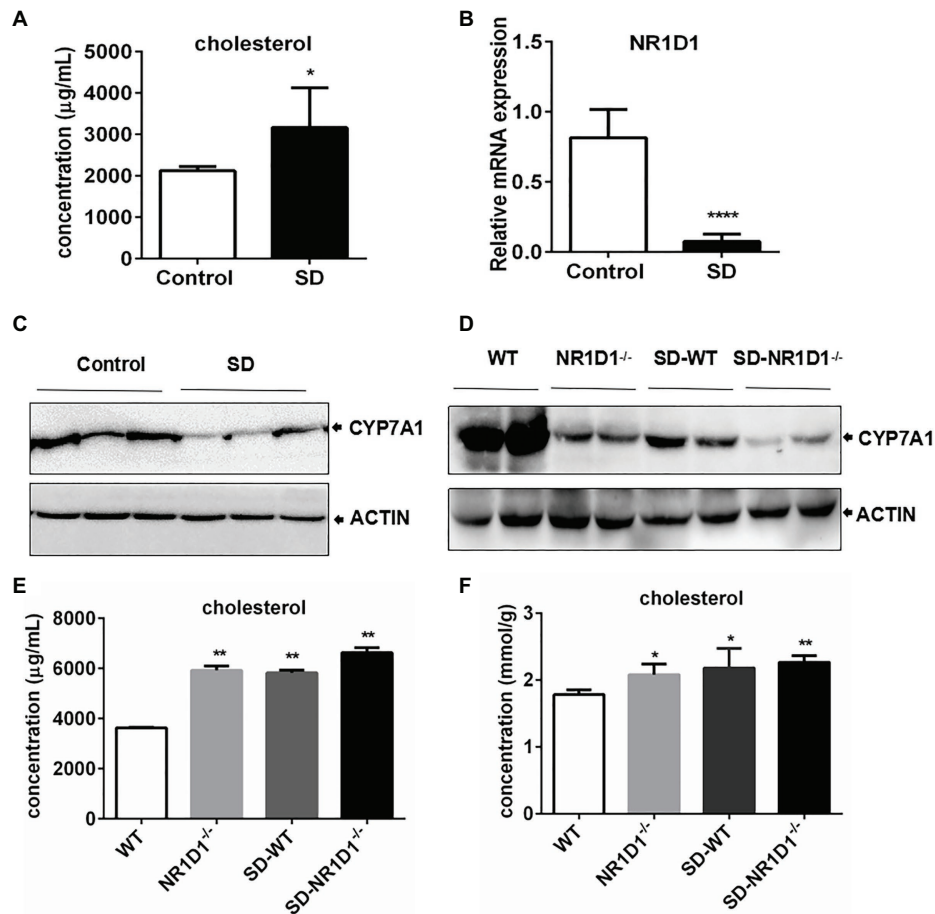 A
cholesterol
concentration (μg/mL)
5000
4000
3000
2000
1000
0
*
Control
SD
B
NR1D1
Relative mRNA expression
1.5
1.0
0.5
0.0
****
Control
SD
C
Control
SD
CYP7A1
ACTIN
D
WT
NR1D1-/-
SD-WT
SD-NR1D1-/-
CYP7A1
ACTIN
E
cholesterol
concentration (μg/mL)
8000
6000
4000
2000
0
**
**
**
WT
NR1D1-/-
SD-WT
SD-NR1D1-/-
F
cholesterol
concentration (mmol/g)
3
2
1
0
*
*
**
WT
NR1D1-/-
SD-WT
SD-NR1D1-/-